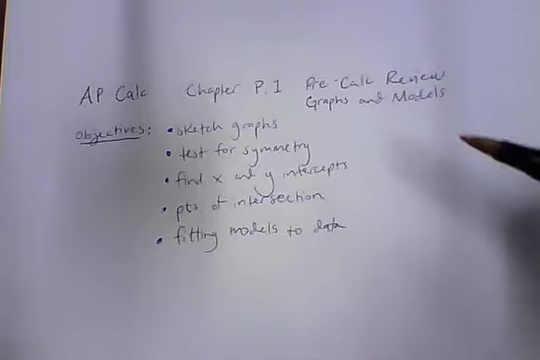 AP Calc Chapter P.1 Pre-Calc Review
Graphs and Models
Objectives: • sketch graphs
• test for symmetry
• find x and y intercepts
• pts. of intersection
• fitting models to data